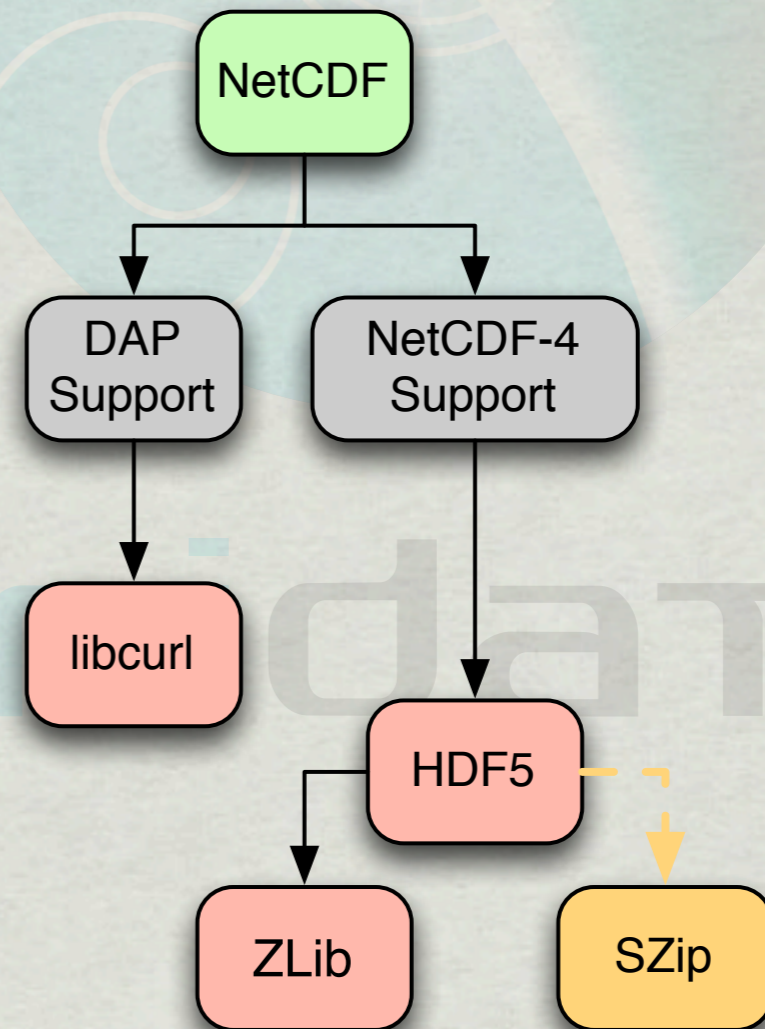 NetCDF
DAP
Support
NetCDF-4
Support
libcurl
HDF5
ZLib
SZip